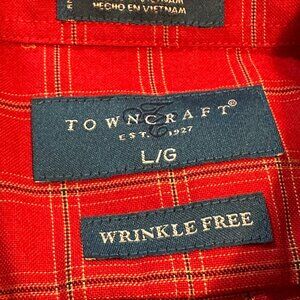 HECHO EN VIETNAM
TOWNCRAFT®
EST. 1927
L/G
WRINKLE FREE